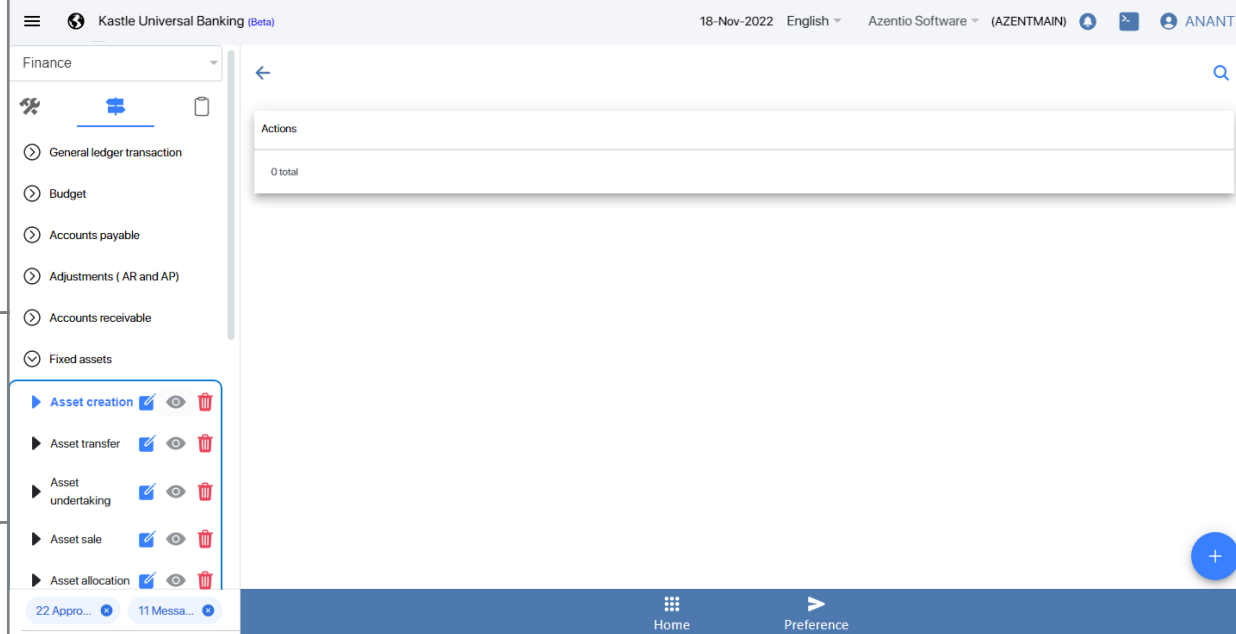 Kastle Universal Banking (Beta)
18-Nov-2022 English Azentio Software (AZENTMAIN) ANANT
Finance
General ledger transaction
Budget
Accounts payable
Adjustments ( AR and AP)
Accounts receivable
Fixed assets
Asset creation
Asset transfer
Asset
undertaking
Asset sale
Asset allocation
22 Appro... 11 Messa...
Actions
0 total
Home Preference